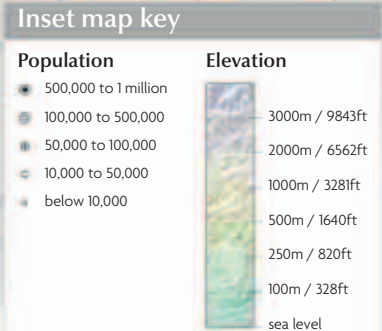 Inset map key
Population
500,000 to 1 million
100,000 to 500,000
50,000 to 100,000
10,000 to 50,000
below 10,000
Elevation
3000m / 9843ft
2000m / 6562ft
1000m / 3281ft
500m / 1640ft
250m / 820ft
100m / 328ft
sea level